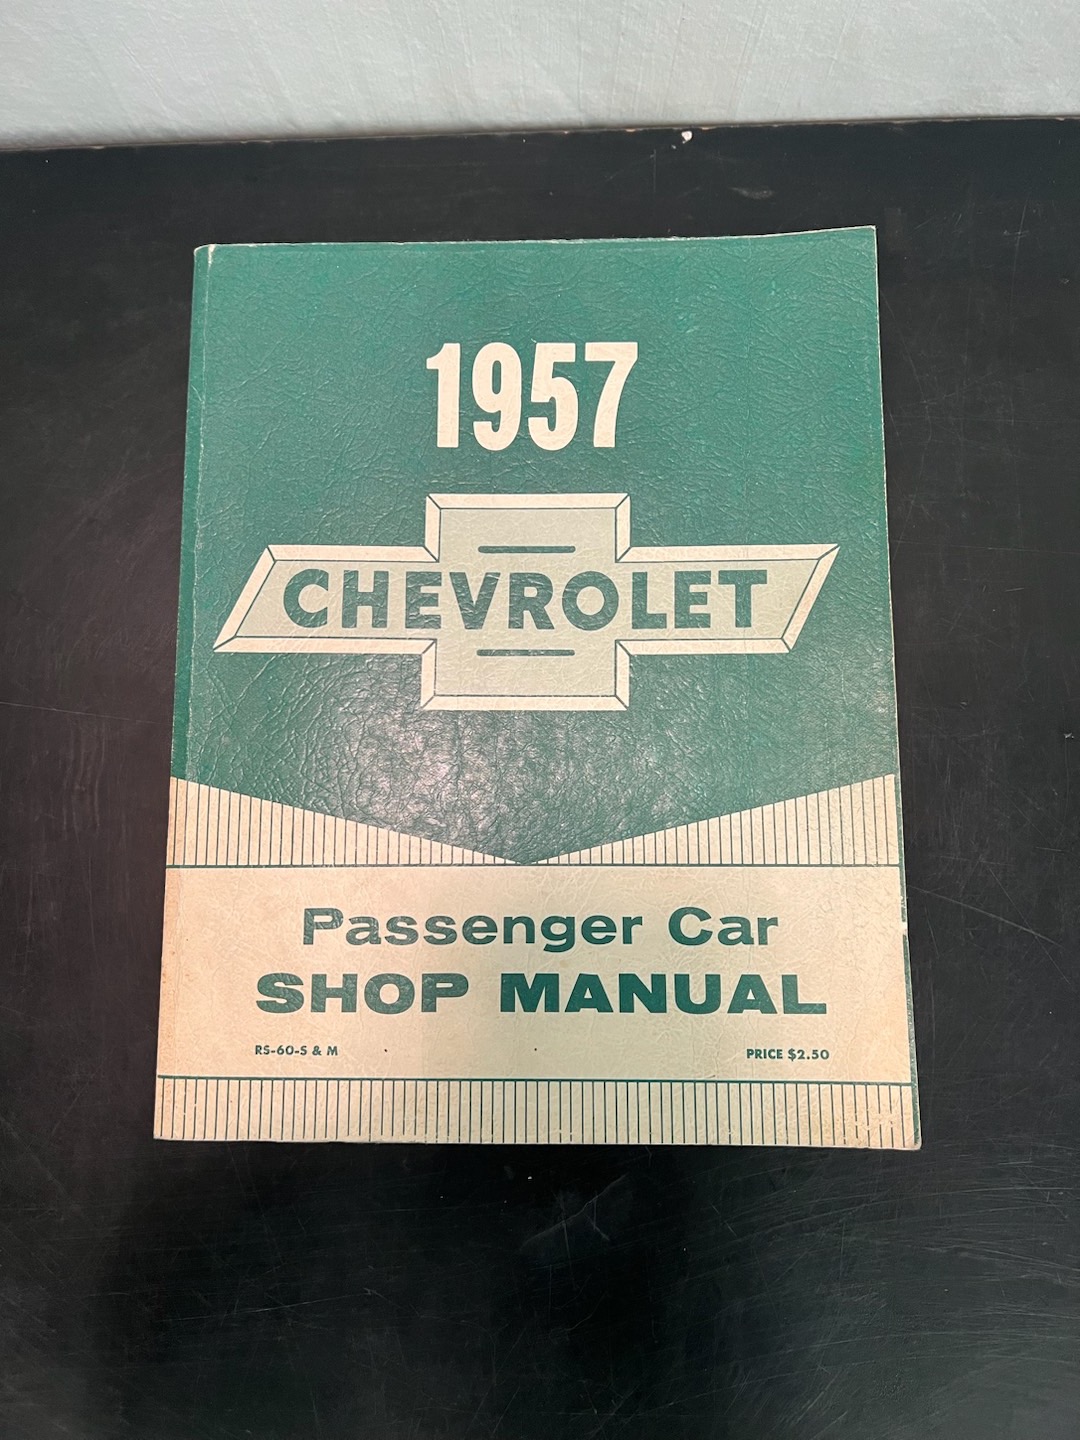 1957
CHEVROLET
Passenger Car
SHOP MANUAL
RS-60-S & M
PRICE $2.50